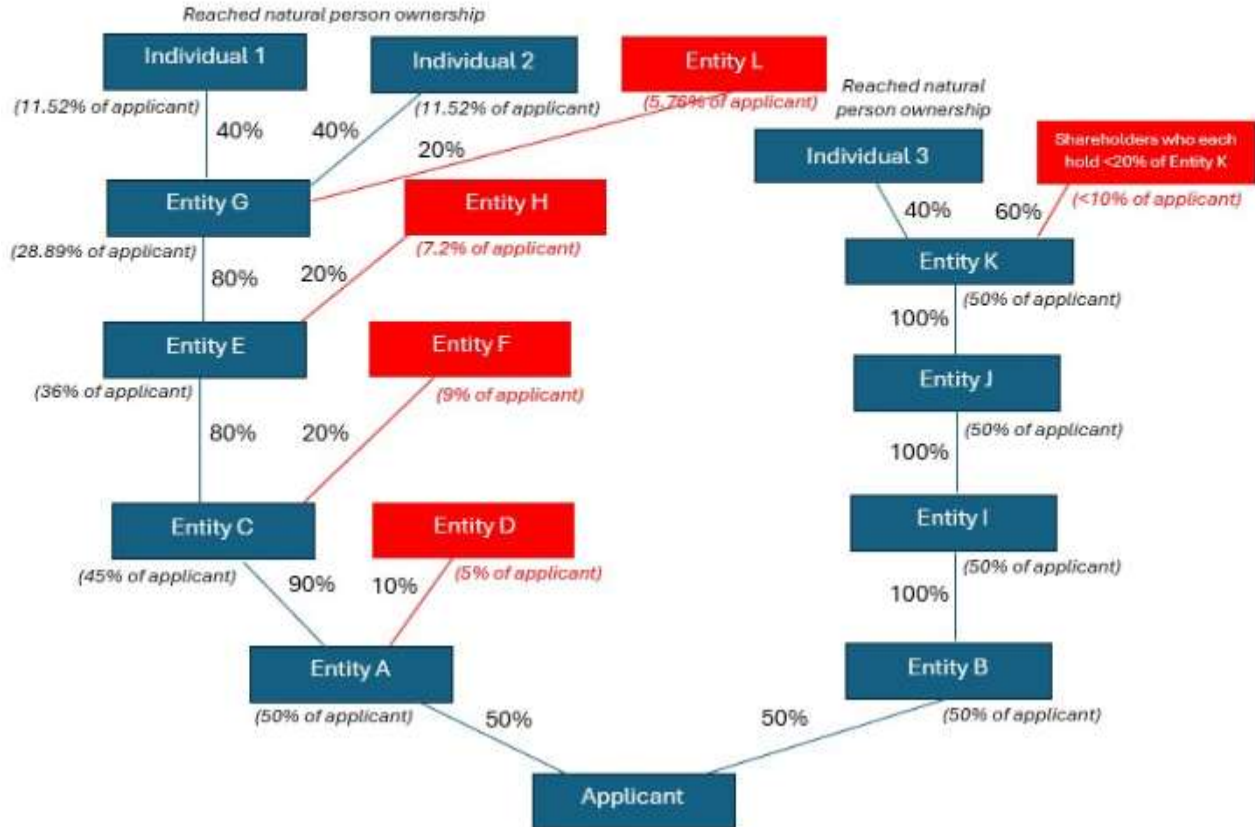 Reached natural person ownership
Individual 1
Individual 2
Entity L
(11.52% of applicant)
(11.52% of applicant)
(5.76% of applicant)
Reached natural
person ownership
40%
40%
20%
Individual 3
Shareholders who each
hold <20% of Entity K
Entity G
Entity H
(<10% of applicant)
40%
60%
(28.89% of applicant)
(7.2% of applicant)
80%
20%
Entity K
(50% of applicant)
100%
Entity E
Entity F
(36% of applicant)
(9% of applicant)
Entity J
(50% of applicant)
80%
20%
100%
Entity C
Entity D
Entity I
(45% of applicant)
(5% of applicant)
(50% of applicant)
90%
10%
100%
Entity A
Entity B
(50% of applicant)
(50% of applicant)
50%
50%
Applicant